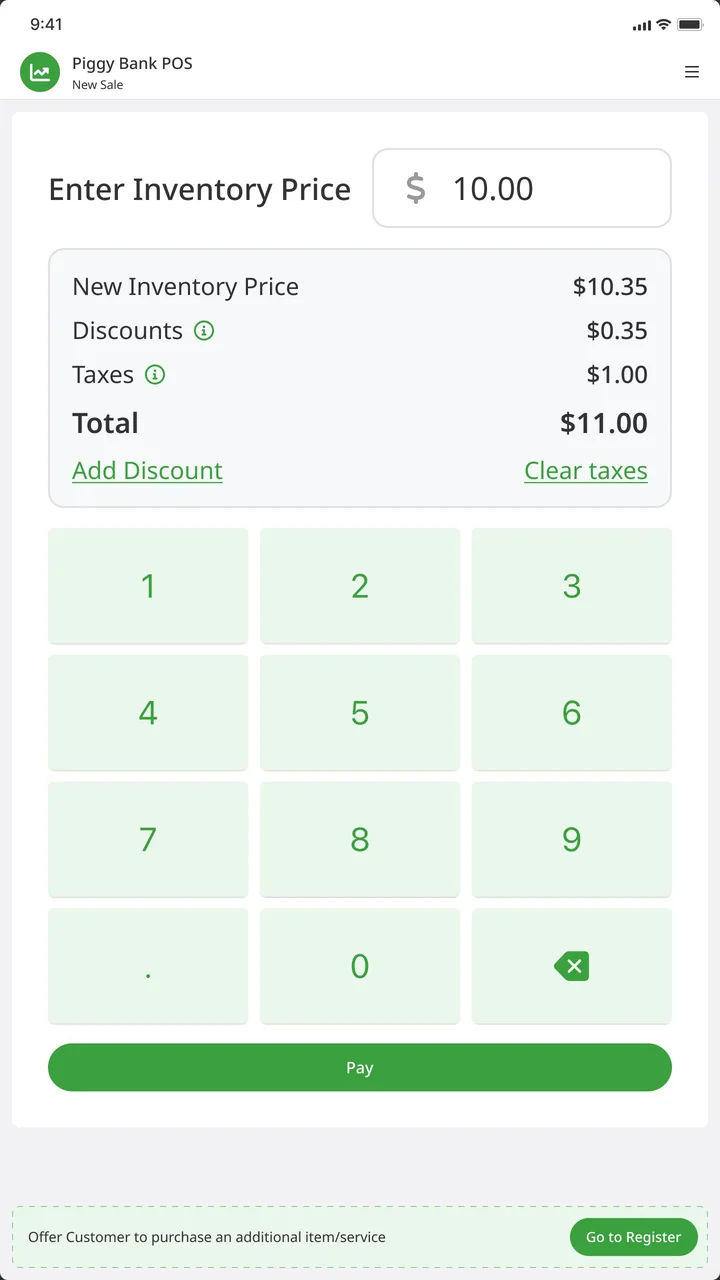 9:41
Piggy Bank POS
New Sale
Enter Inventory Price $ 10.00
New Inventory Price $10.35
Discounts $0.35
Taxes $1.00
Total $11.00
Add Discount Clear taxes
1 2 3
4 5 6
7 8 9
. 0
Pay
Offer Customer to purchase an additional item/service Go to Register